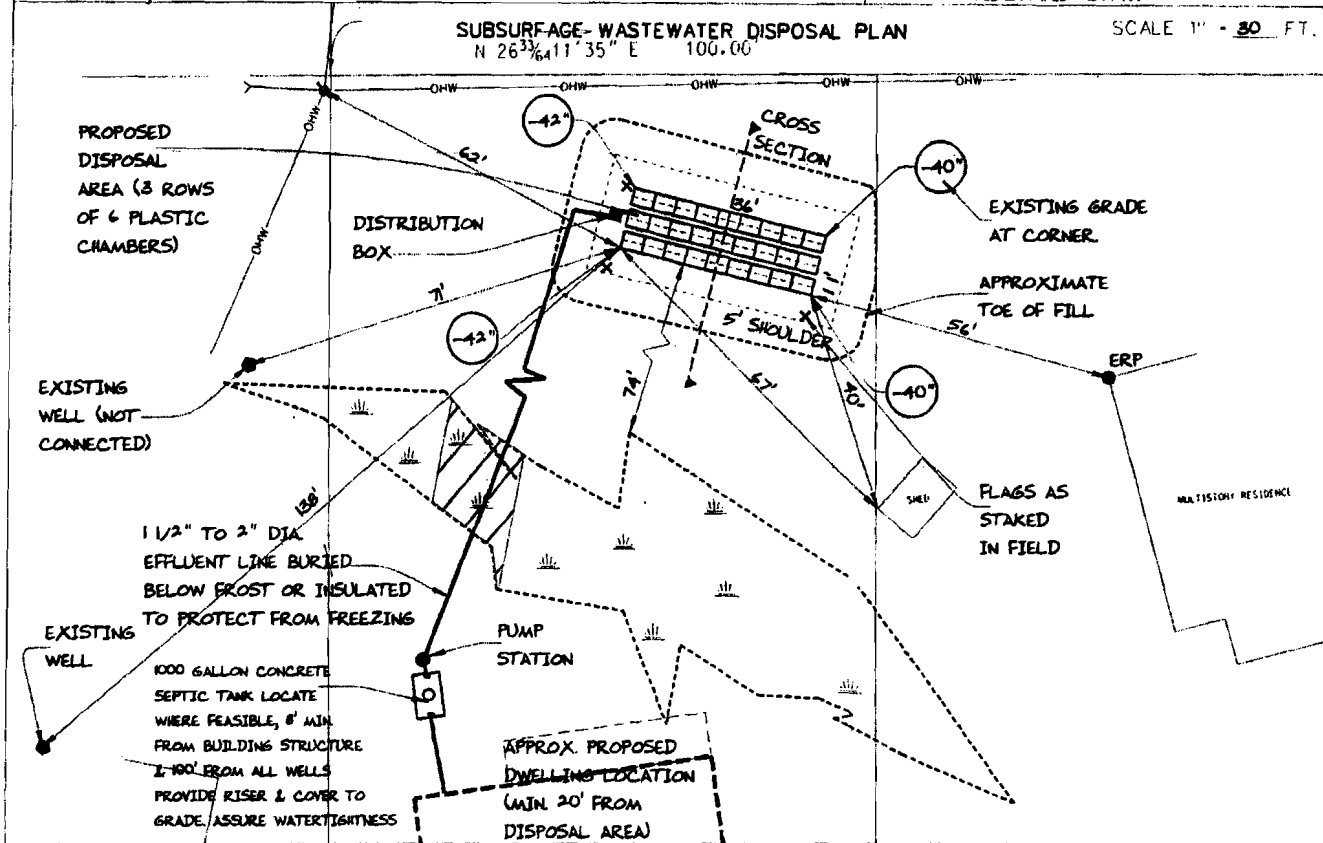 SUBSURFAGE- WASTEWATER DISPOSAL PLAN
SCALE 1" - 30 FT.
N 26 33/64 11' 35" E 100.00'
OHW
OHW
OHW
OHW
OHW
OHW
OHW
PROPOSED
DISPOSAL
AREA (3 ROWS
OF 6 PLASTIC
CHAMBERS)
62'
-42"
CROSS
SECTION
-40"
EXISTING GRADE
AT CORNER
DISTRIBUTION
BOX
36'
11'
APPROXIMATE
TOE OF FILL
71'
5' SHOULDER
56'
ERP
-42"
74'
67'
40'
-40"
EXISTING
WELL (NOT
CONNECTED)
138'
SHED
FLAGS AS
STAKED
IN FIELD
MULTISTORY RESIDENCE
1 1/2" TO 2" DIA.
EFFLUENT LINE BURIED
BELOW FROST OR INSULATED
TO PROTECT FROM FREEZING
EXISTING
WELL
PUMP
STATION
1000 GALLON CONCRETE
SEPTIC TANK LOCATE
WHERE FEASIBLE, 8' MIN
FROM BUILDING STRUCTURE
& 100' FROM ALL WELLS
PROVIDE RISER & COVER TO
GRADE. ASSURE WATERTIGHTNESS
APPROX. PROPOSED
DWELLING LOCATION
(MIN. 20' FROM
DISPOSAL AREA)